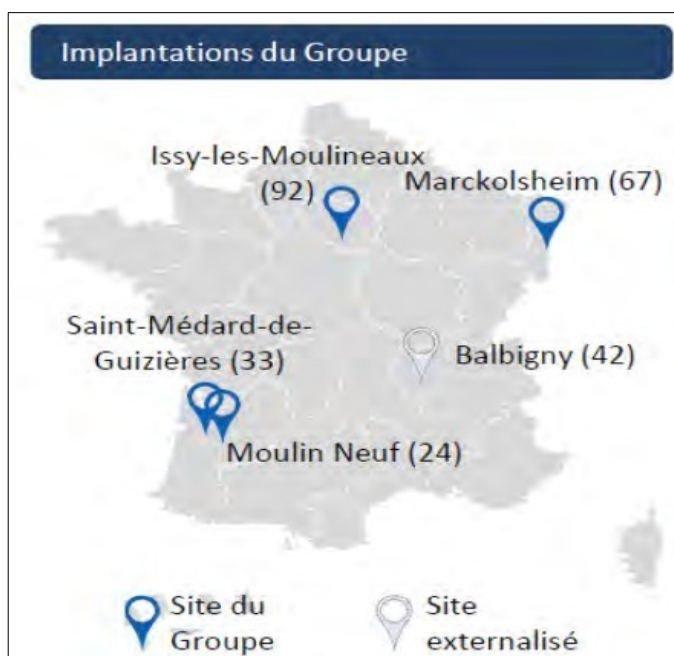 Implantations du Groupe
Issy-les-Moulineaux
(92)
Marckolsheim (67)
Saint-Médard-de-
Guizières (33)
Balbigny (42)
Moulin Neuf (24)
Site du
Groupe
Site
externalisé